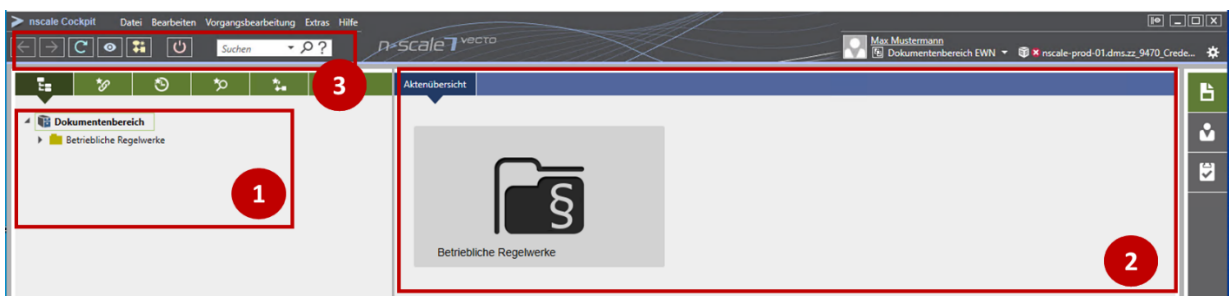 nscale Cockpit Datei Bearbeiten Vorgangsbearbeitung Extras Hilfe
Suchen ?
n-scale 7 VECTO
Max Mustermann
Dokumentenbereich EWN nscale-prod-01.dms.zz_9470_Crede...
3
Aktenübersicht
Dokumentenbereich
Betriebliche Regelwerke
1
§
Betriebliche Regelwerke
2